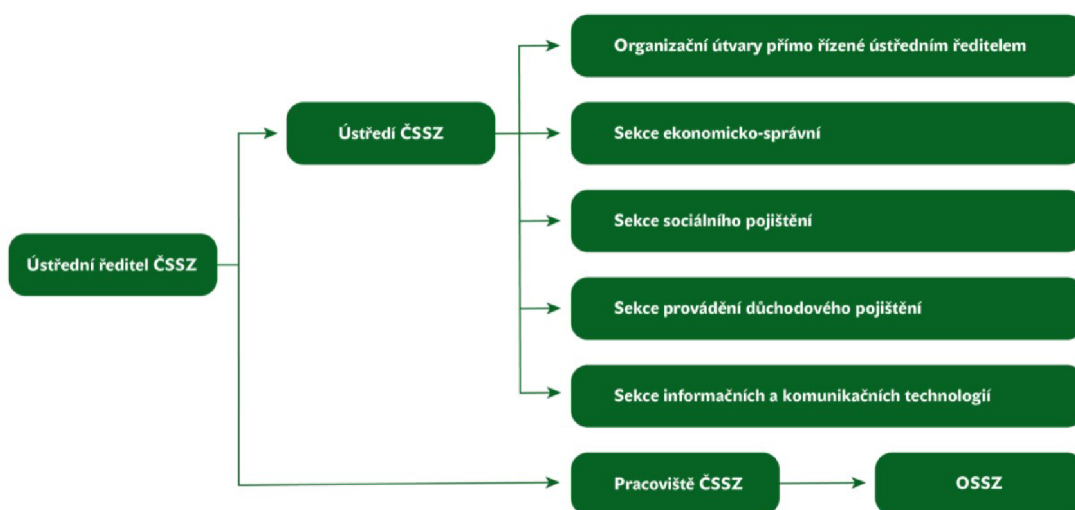 Organizační útvary přímo řízené ústředním ředitelem
Ústředí ČSSZ
Sekce ekonomicko-správní
Sekce sociálního pojištění
Ústřední ředitel ČSSZ
Sekce provádění důchodového pojištění
Sekce informačních a komunikačních technologií
Pracoviště ČSSZ
OSSZ